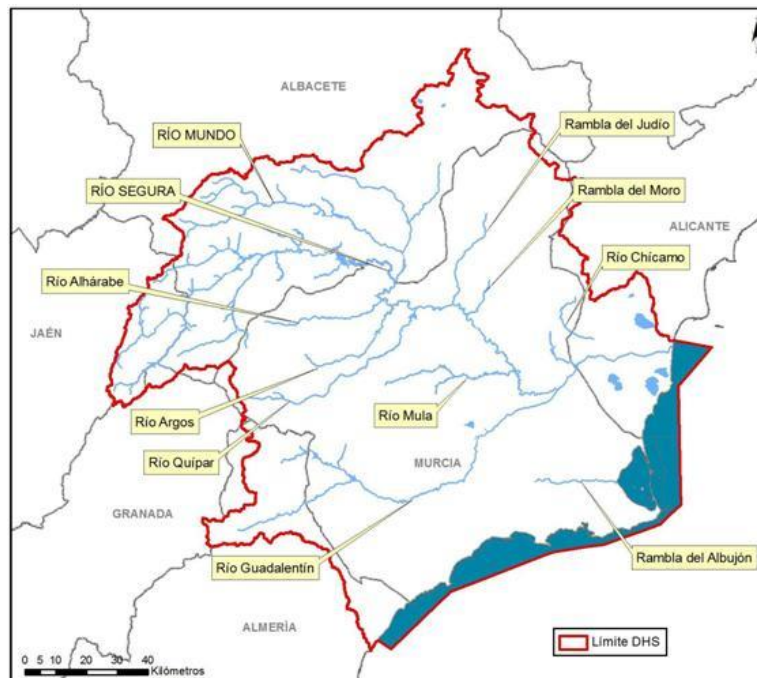 ALBACETE
RÍO MUNDO
Rambla del Judío
RÍO SEGURA
Rambla del Moro
ALICANTE
Río Chícamo
Río Alhárabe
JAÉN
Río Argos
Río Mula
Río Quípar
MURCIA
GRANADA
Río Guadalentín
Rambla del Albujón
ALMERÌA
Límite DHS
0 5 10 20 30 40
Kilómetros